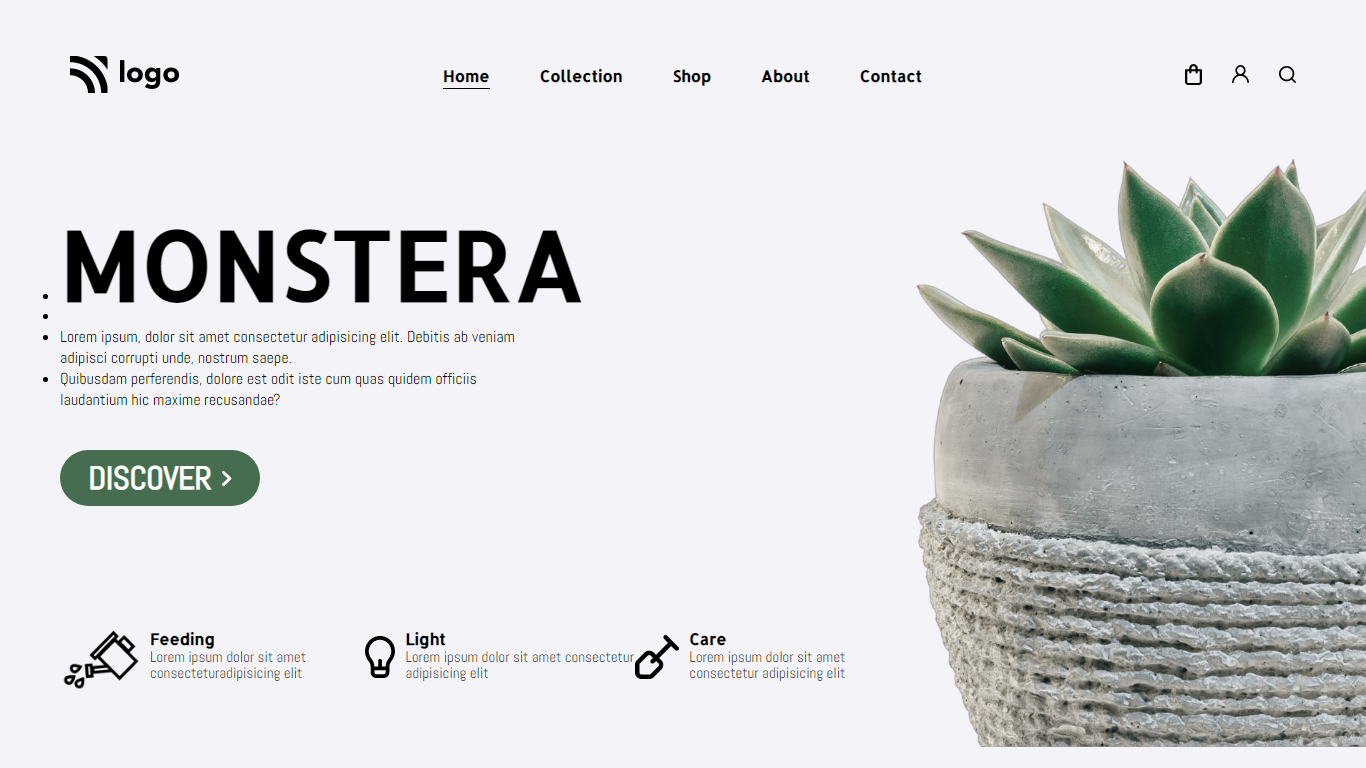 logo
Home Collection Shop About Contact
MONSTERA
Lorem ipsum, dolor sit amet consectetur adipisicing elit. Debitis ab veniam
adipisci corrupti unde, nostrum saepe.
Quibusdam perferendis, dolore est odit iste cum quas quidem officiis
laudantium hic maxime recusandae?
DISCOVER >
Feeding
Lorem ipsum dolor sit amet
consecteturadipisicing elit
Light
Lorem ipsum dolor sit amet consectetur
adipisicing elit
Care
Lorem ipsum dolor sit amet
consectetur adipisicing elit